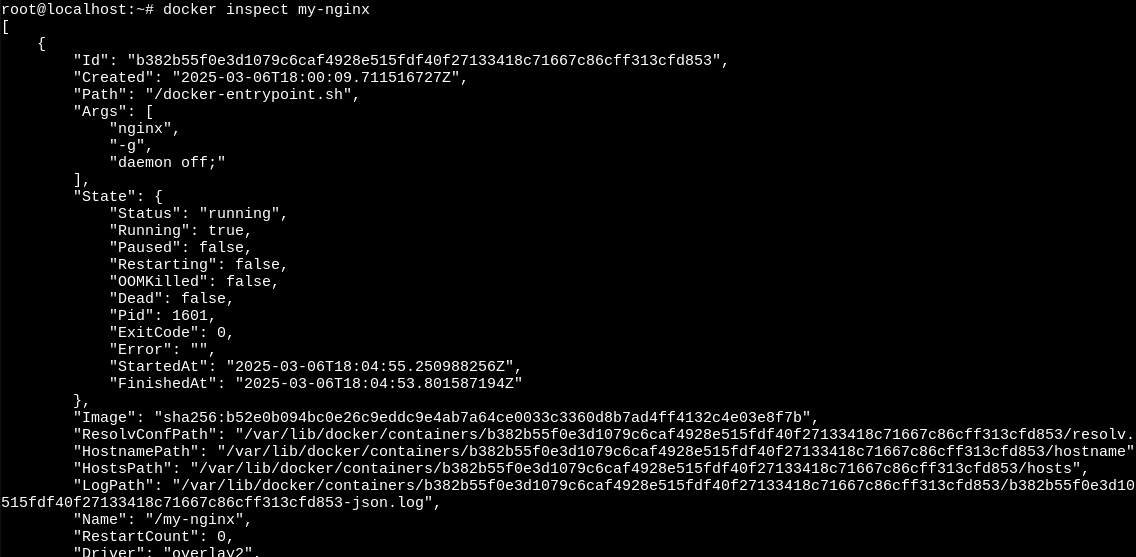 root@localhost:~# docker inspect my-nginx
[
    {
        "Id": "b382b55f0e3d1079c6caf4928e515fdf40f27133418c71667c86cff313cfd853",
        "Created": "2025-03-06T18:00:09.711516727Z",
        "Path": "/docker-entrypoint.sh",
        "Args": [
            "nginx",
            "-g",
            "daemon off;"
        ],
        "State": {
            "Status": "running",
            "Running": true,
            "Paused": false,
            "Restarting": false,
            "OOMKilled": false,
            "Dead": false,
            "Pid": 1601,
            "ExitCode": 0,
            "Error": "",
            "StartedAt": "2025-03-06T18:04:55.250988256Z",
            "FinishedAt": "2025-03-06T18:04:53.801587194Z"
        },
        "Image": "sha256:b52e0b094bc0e26c9eddc9e4ab7a64ce0033c3360d8b7ad4ff4132c4e03e8f7b",
        "ResolvConfPath": "/var/lib/docker/containers/b382b55f0e3d1079c6caf4928e515fdf40f27133418c71667c86cff313cfd853/resolv.
        "HostnamePath": "/var/lib/docker/containers/b382b55f0e3d1079c6caf4928e515fdf40f27133418c71667c86cff313cfd853/hostname"
        "HostsPath": "/var/lib/docker/containers/b382b55f0e3d1079c6caf4928e515fdf40f27133418c71667c86cff313cfd853/hosts",
        "LogPath": "/var/lib/docker/containers/b382b55f0e3d1079c6caf4928e515fdf40f27133418c71667c86cff313cfd853/b382b55f0e3d10
515fdf40f27133418c71667c86cff313cfd853-json.log",
        "Name": "/my-nginx",
        "RestartCount": 0,
        "Driver": "overlay2",